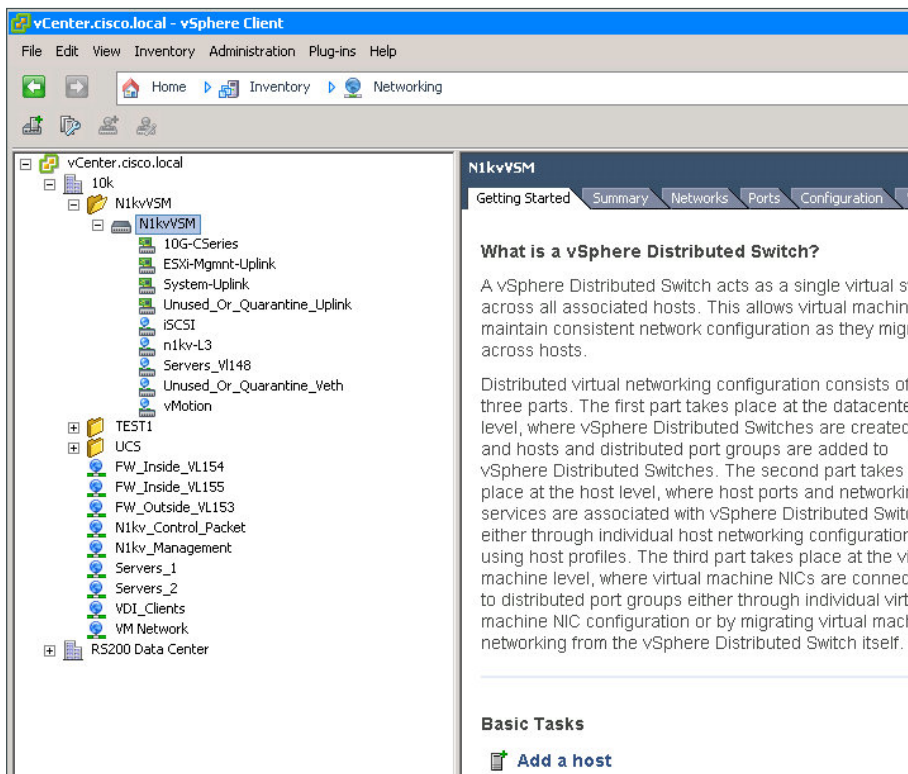 vCenter.cisco.local - vSphere Client
File Edit View Inventory Administration Plug-ins Help
Home Inventory Networking
vCenter.cisco.local
10k
N1kvVSM
N1kvVSM
10G-CSeries
ESXi-Mgmnt-Uplink
System-Uplink
Unused_Or_Quarantine_Uplink
iSCSI
n1kv-L3
Servers_Vl148
Unused_Or_Quarantine_Veth
vMotion
TEST1
UCS
FW_Inside_VL154
FW_Inside_VL155
FW_Outside_VL153
N1kv_Control_Packet
N1kv_Management
Servers_1
Servers_2
VDI_Clients
VM Network
RS200 Data Center
N1kvVSM
Getting Started Summary Networks Ports Configuration
What is a vSphere Distributed Switch?
A vSphere Distributed Switch acts as a single virtual s
across all associated hosts. This allows virtual machin
maintain consistent network configuration as they mig
across hosts.
Distributed virtual networking configuration consists of
three parts. The first part takes place at the datacente
level, where vSphere Distributed Switches are created
and hosts and distributed port groups are added to
vSphere Distributed Switches. The second part takes
place at the host level, where host ports and networki
services are associated with vSphere Distributed Swit
either through individual host networking configuration
using host profiles. The third part takes place at the vi
machine level, where virtual machine NICs are connec
to distributed port groups either through individual virt
machine NIC configuration or by migrating virtual mac
networking from the vSphere Distributed Switch itself.
Basic Tasks
Add a host